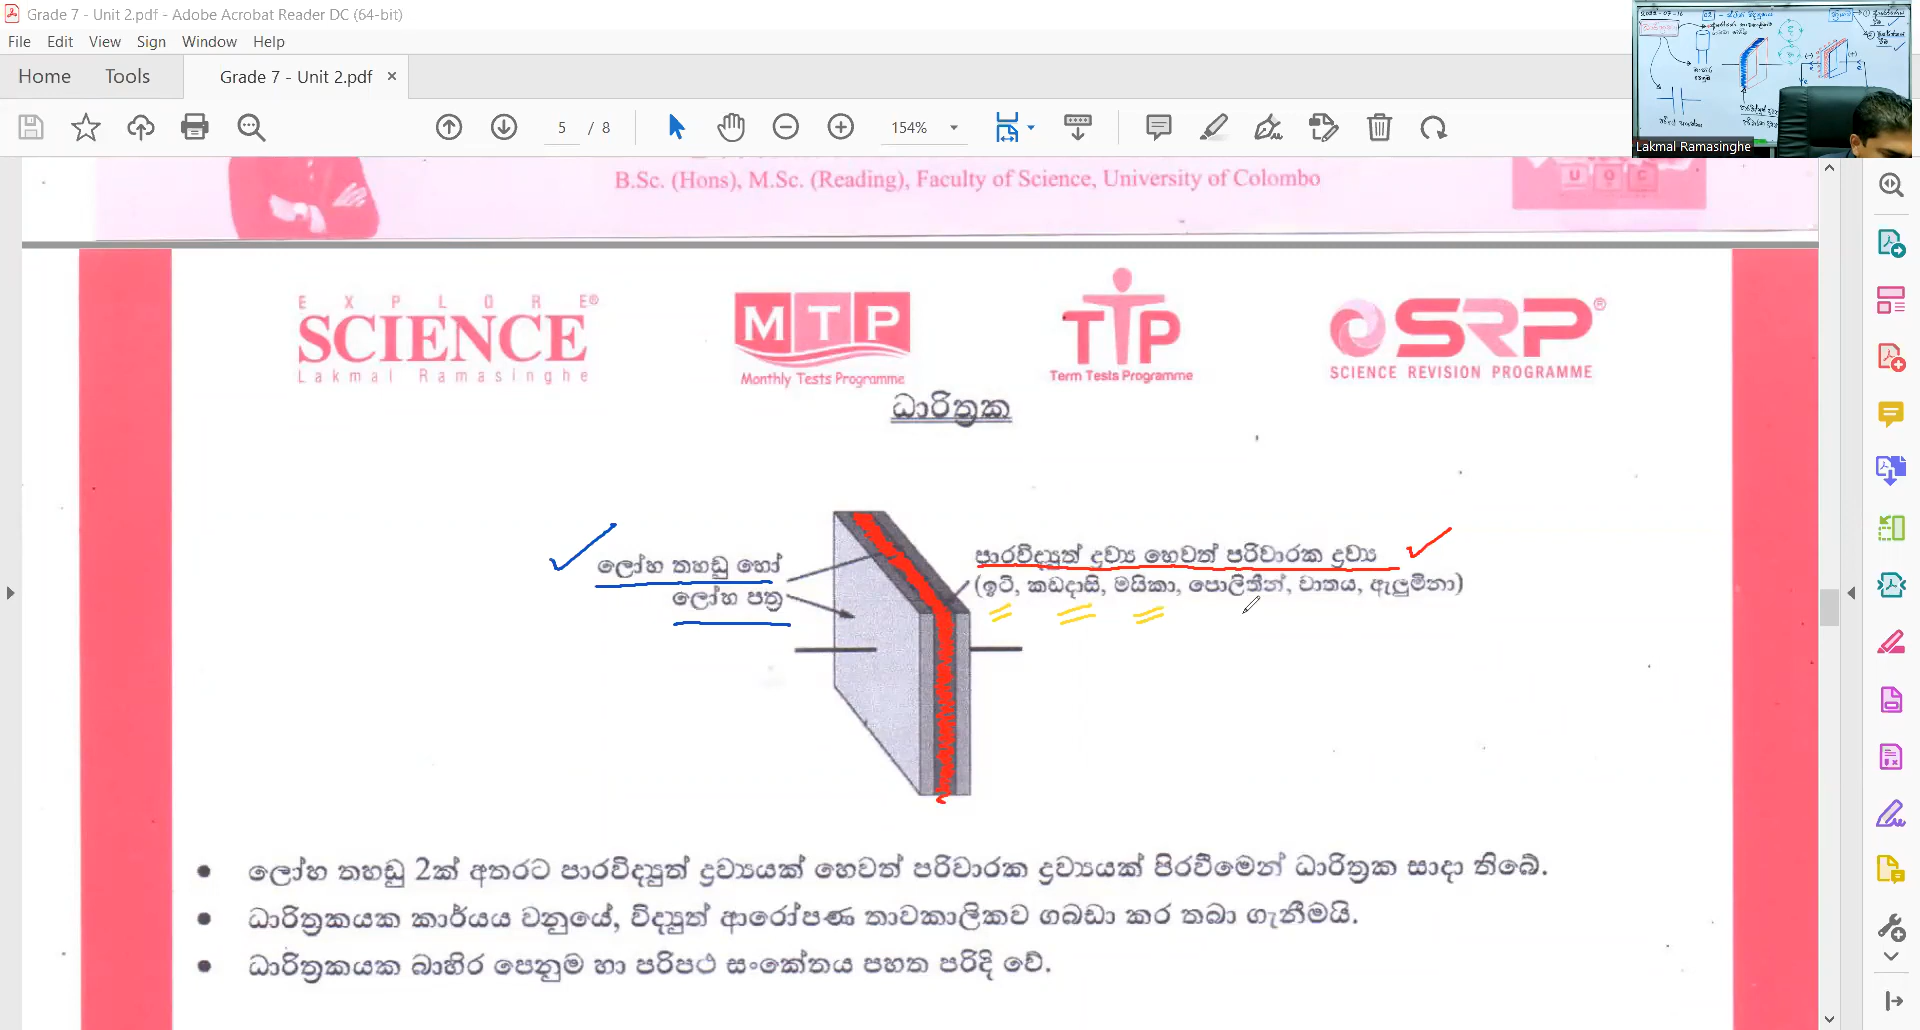 Grade 7 - Unit 2.pdf - Adobe Acrobat Reader DC (64-bit)
File Edit View Sign Window Help
Home Tools Grade 7 - Unit 2.pdf ×
5 / 8 154%
2022-07-16
Lakmal Ramasinghe
B.Sc. (Hons), M.Sc. (Reading), Faculty of Science, University of Colombo
U O C
EXPLORE®
SCIENCE
Lakmal Ramasinghe
MTP
Monthly Tests Programme
TTP
Term Tests Programme
SRP®
SCIENCE REVISION PROGRAMME
ධාරිත්‍රක
ලෝහ තහඩු හෝ
ලෝහ පත්‍ර
පාරවිද්‍යුත් ද්‍රව්‍ය හෙවත් පරිවාරක ද්‍රව්‍ය
(ඉටි, කඩදාසි, මයිකා, පොලිතීන්, වාතය, ඇලුමිනා)
• ලෝහ තහඩු 2ක් අතරට පාරවිද්‍යුත් ද්‍රව්‍යයක් හෙවත් පරිවාරක ද්‍රව්‍යයක් පිරවීමෙන් ධාරිත්‍රක සාදා තිබේ.
• ධාරිත්‍රකයක කාර්යය වනුයේ, විද්‍යුත් ආරෝපණ තාවකාලිකව ගබඩා කර තබා ගැනීමයි.
• ධාරිත්‍රකයක බාහිර පෙනුම හා පරිපථ සංකේතය පහත පරිදි වේ.